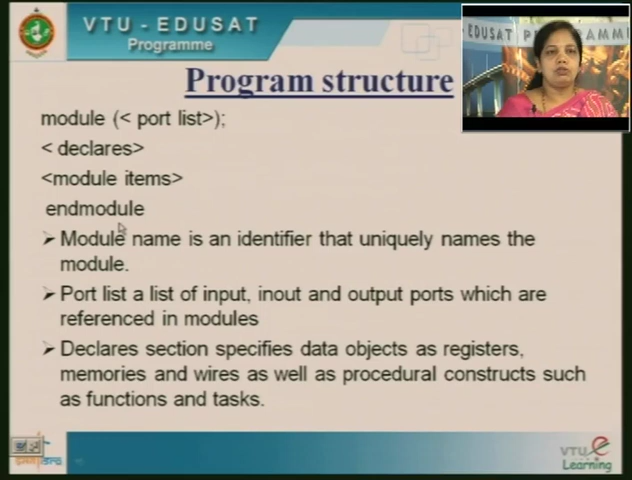 VTU - EDUSAT
Programme
EDUSAT PROGRAMME
Program structure
module (< port list>);
< declares>
<module items>
endmodule
➢ Module name is an identifier that uniquely names the
module.
➢ Port list a list of input, inout and output ports which are
referenced in modules
➢ Declares section specifies data objects as registers,
memories and wires as well as procedural constructs such
as functions and tasks.
VTU e
Learning